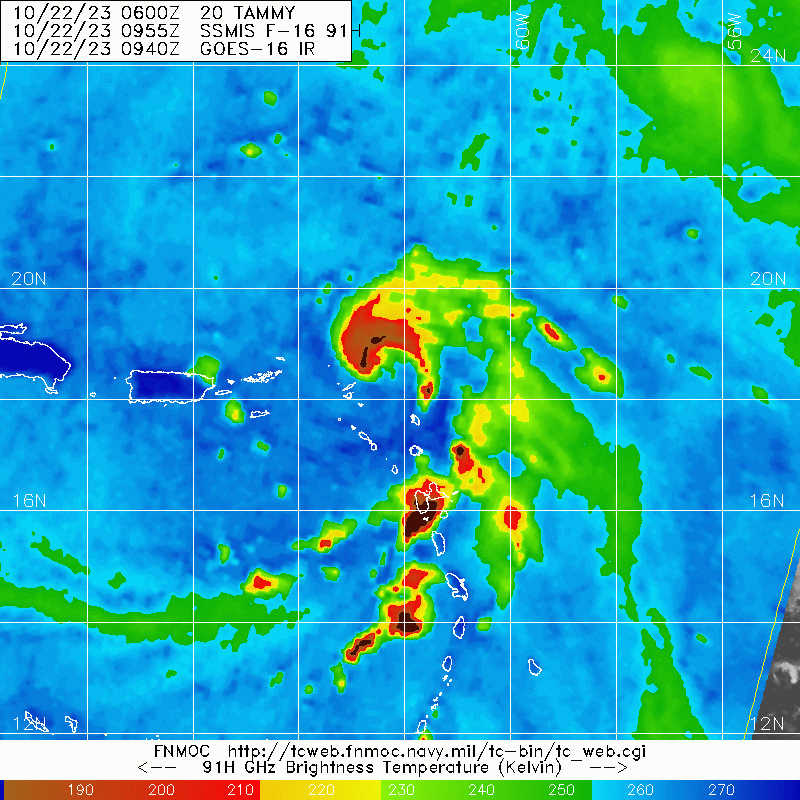 10/22/23 0600Z 20 TAMMY
10/22/23 0955Z SSMIS F-16 91H
10/22/23 0940Z GOES-16 IR
60W 56W
24N
20N 20N
16N 16N
12N 12N
FNMOC http://tcweb.fnmoc.navy.mil/tc-bin/tc_web.cgi
<-- 91H GHz Brightness Temperature (Kelvin) -->
190 200 210 220 230 240 250 260 270